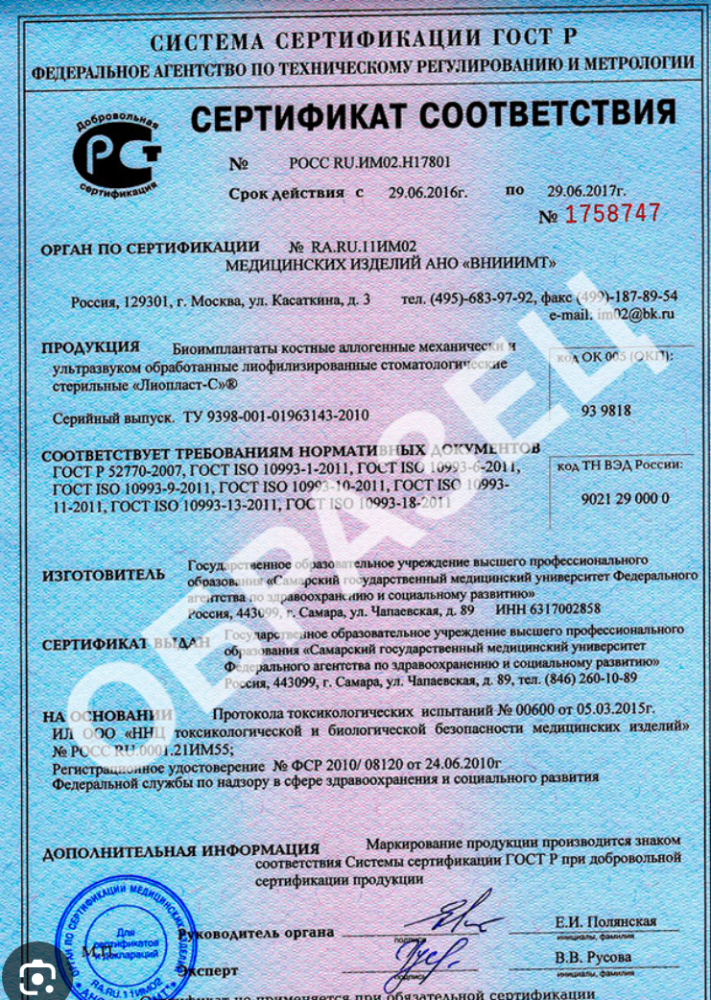 СИСТЕМА СЕРТИФИКАЦИИ ГОСТ Р
ФЕДЕРАЛЬНОЕ АГЕНТСТВО ПО ТЕХНИЧЕСКОМУ РЕГУЛИРОВАНИЮ И МЕТРОЛОГИИ
Добровольная
РСТ
сертификация
СЕРТИФИКАТ СООТВЕТСТВИЯ
№ РОСС RU.ИМ02.Н17801
Срок действия с 29.06.2016г. по 29.06.2017г.
№ 1758747
ОРГАН ПО СЕРТИФИКАЦИИ № RA.RU.11ИМ02
МЕДИЦИНСКИХ ИЗДЕЛИЙ АНО «ВНИИИМТ»
Россия, 129301, г. Москва, ул. Касаткина, д. 3 тел. (495)-683-97-92, факс (499)-187-89-54
e-mail. im02@bk.ru
ПРОДУКЦИЯ Биоимплантаты костные аллогенные механически и
ультразвуком обработанные лиофилизированные стоматологические
стерильные «Лиопласт-С»®
Серийный выпуск. ТУ 9398-001-01963143-2010
код ОК 005 (ОКП):
93 9818
СООТВЕТСТВУЕТ ТРЕБОВАНИЯМ НОРМАТИВНЫХ ДОКУМЕНТОВ
ГОСТ Р 52770-2007, ГОСТ ISO 10993-1-2011, ГОСТ ISO 10993-6-2011,
ГОСТ ISO 10993-9-2011, ГОСТ ISO 10993-10-2011, ГОСТ ISO 10993-
11-2011, ГОСТ ISO 10993-13-2011, ГОСТ ISO 10993-18-2011
код ТН ВЭД России:
9021 29 000 0
ИЗГОТОВИТЕЛЬ Государственное образовательное учреждение высшего профессионального
образования «Самарский государственный медицинский университет Федерального
агентства по здравоохранению и социальному развитию»
Россия, 443099, г. Самара, ул. Чапаевская, д. 89 ИНН 6317002858
СЕРТИФИКАТ ВЫДАН Государственное образовательное учреждение высшего профессионального
образования «Самарский государственный медицинский университет
Федерального агентства по здравоохранению и социальному развитию»
Россия, 443099, г. Самара, ул. Чапаевская, д. 89, тел. (846) 260-10-89
НА ОСНОВАНИИ Протокола токсикологических испытаний № 00600 от 05.03.2015г.
ИЛ ООО «ННЦ токсикологической и биологической безопасности медицинских изделий»
№ РОСС RU.0001.21ИМ55;
Регистрационное удостоверение № ФСР 2010/ 08120 от 24.06.2010г
Федеральной службы по надзору в сфере здравоохранения и социального развития
ДОПОЛНИТЕЛЬНАЯ ИНФОРМАЦИЯ Маркирование продукции производится знаком
соответствия Системы сертификации ГОСТ Р при добровольной
сертификации продукции
ОБРАЗЕЦ
ОРГАН ПО СЕРТИФИКАЦИИ МЕДИЦИНСКИХ ИЗДЕЛИЙ
Для
сертификатов
и деклараций
RA.RU.11ИМ02
М.П.
Руководитель органа
подпись
Е.И. Полянская
инициалы, фамилия
Эксперт
подпись
В.В. Русова
инициалы, фамилия
не применяется при обязательной сертификации